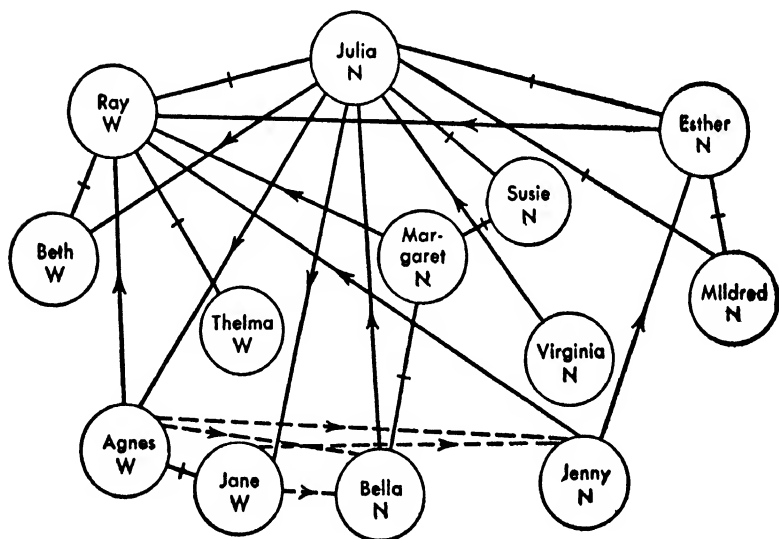 Julia
N
Ray
W
Esther
N
Susie
N
Beth
W
Mar-
garet
N
Mildred
N
Thelma
W
Virginia
N
Agnes
W
Jane
W
Bella
N
Jenny
N